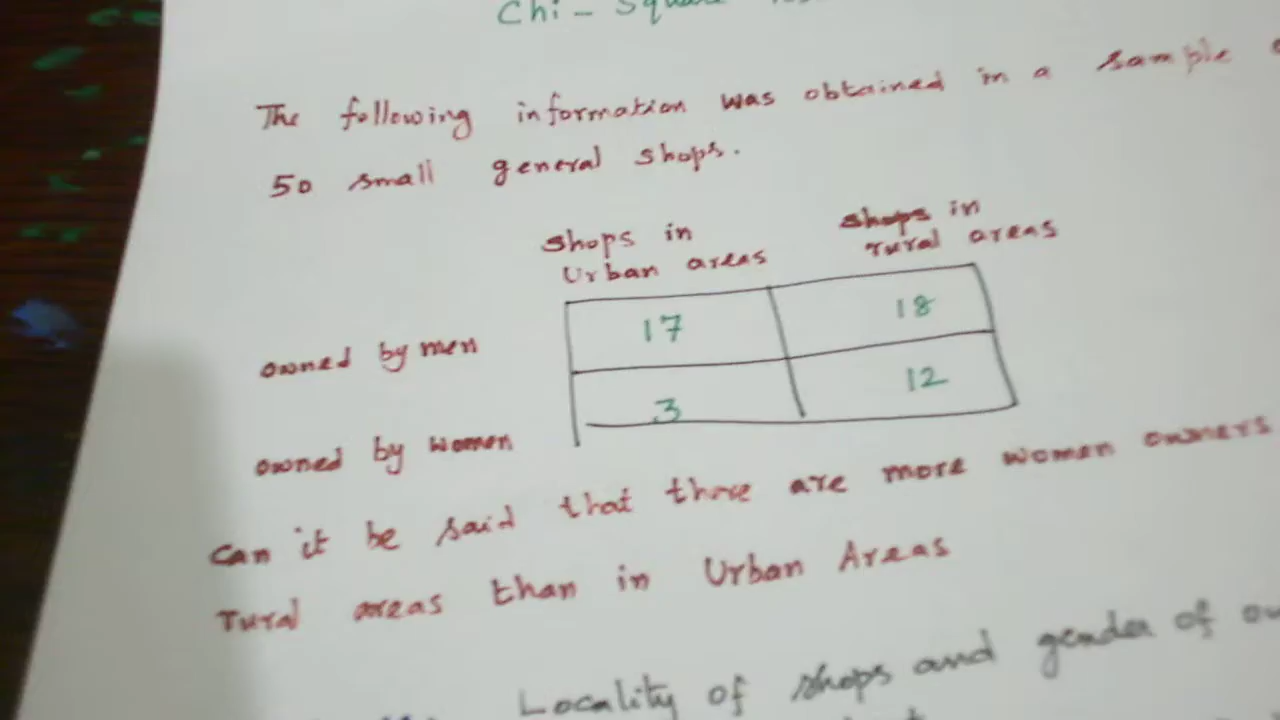 Chi - Square
The following information was obtained in a sample
50 small general shops.
Shops in
Urban areas
Shops in
rural areas
owned by men 17 18
owned by women 3 12
Can it be said that there are more women owners
rural areas than in Urban Areas
Locality of shops and gender of